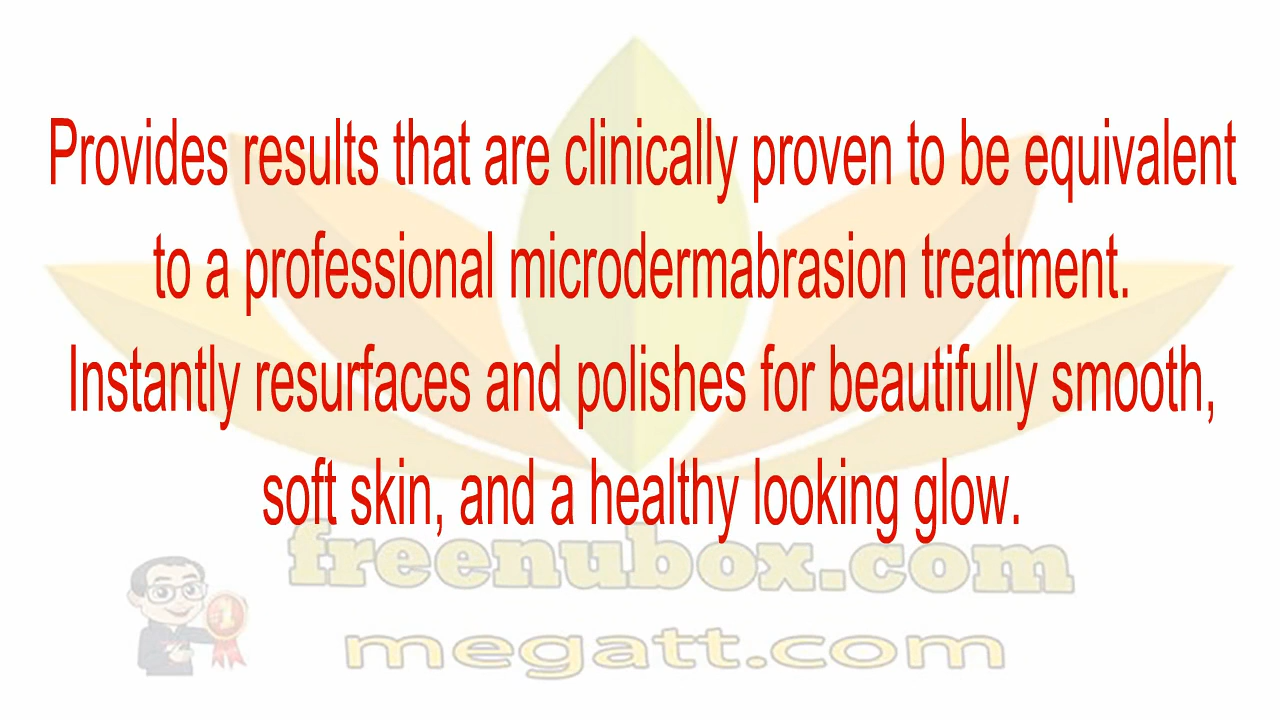 Provides results that are clinically proven to be equivalent
to a professional microdermabrasion treatment.
Instantly resurfaces and polishes for beautifully smooth,
soft skin, and a healthy looking glow.
freenubox.com
1
megatt.com